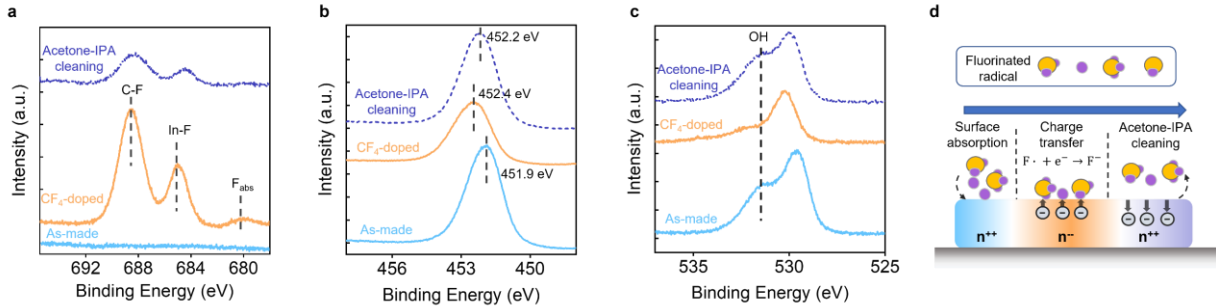 a
Intensity (a.u.)
Acetone-IPA
cleaning
C-F
In-F
F_abs
CF₄-doped
As-made
692 688 684 680
Binding Energy (eV)
b
Intensity (a.u.)
452.2 eV
Acetone-IPA
cleaning
452.4 eV
CF₄-doped
451.9 eV
As-made
456 453 450
Binding Energy (eV)
c
Intensity (a.u.)
OH
Acetone-IPA
cleaning
CF₄-doped
As-made
535 530 525
Binding Energy (eV)
d
Fluorinated
radical
Surface
absorption
Charge
transfer
F· + e⁻ → F⁻
Acetone-IPA
cleaning
− − − − − −
n⁺⁺ n⁻⁻ n⁺⁺